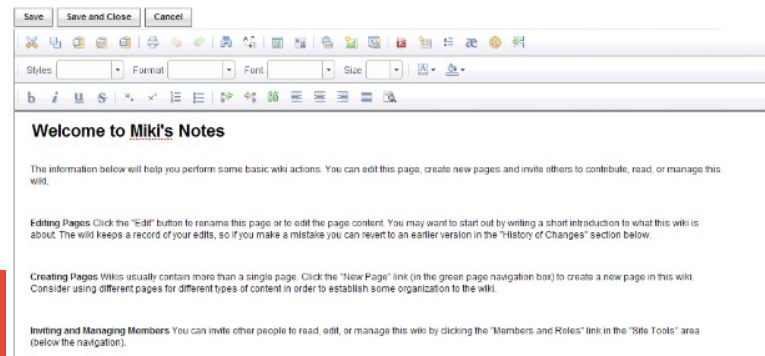 Save Save and Close Cancel
Styles Format Font Size
b i u S
Welcome to Miki's Notes
The information below will help you perform some basic wiki actions. You can edit this page, create new pages and invite others to contribute, read, or manage this
wiki.
Editing Pages Click the "Edit" button to rename this page or to edit the page content. You may want to start out by writing a short introduction to what this wiki is
about. The wiki keeps a record of your edits, so if you make a mistake you can revert to an earlier version in the "History of Changes" section below.
Creating Pages Wikis usually contain more than a single page. Click the "New Page" link (in the green page navigation box) to create a new page in this wiki.
Consider using different pages for different types of content in order to establish some organization to the wiki.
Inviting and Managing Members You can invite other people to read, edit, or manage this wiki by clicking the "Members and Roles" link in the "Site Tools" area
(below the navigation).